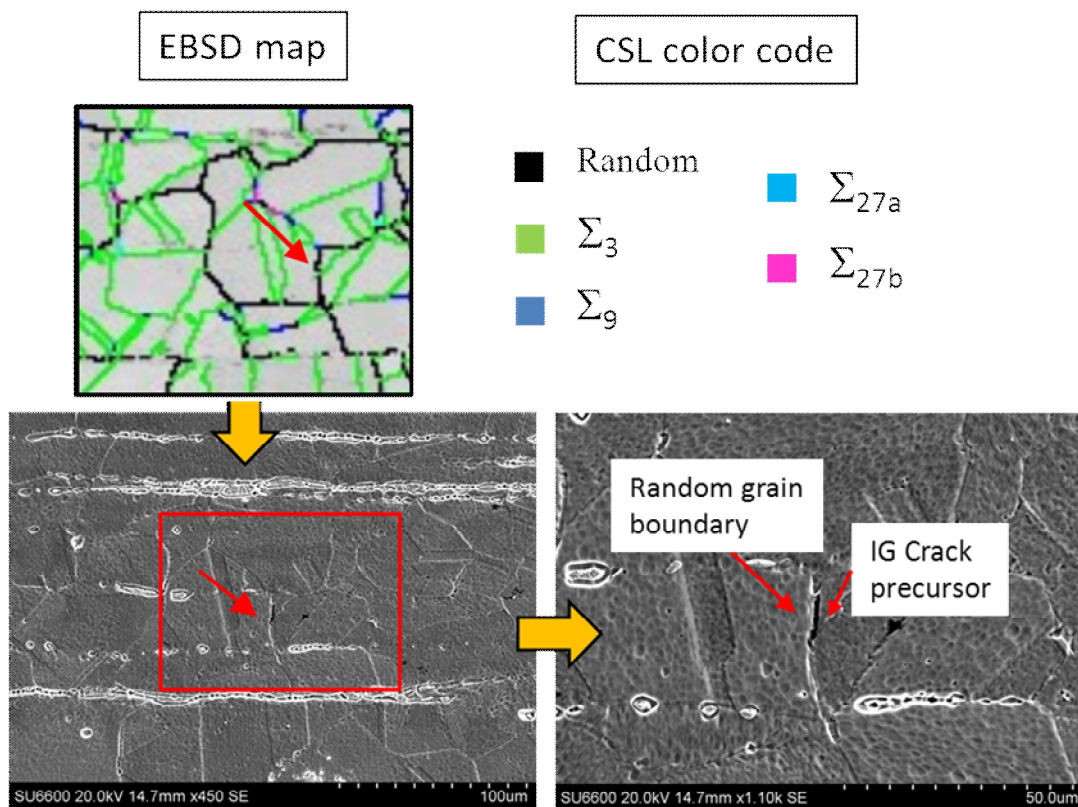 EBSD map
CSL color code
Random
Σ3
Σ9
Σ27a
Σ27b
Random grain
boundary
IG Crack
precursor
SU6600 20.0kV 14.7mm x450 SE
100um
SU6600 20.0kV 14.7mm x1.10k SE
50.0um